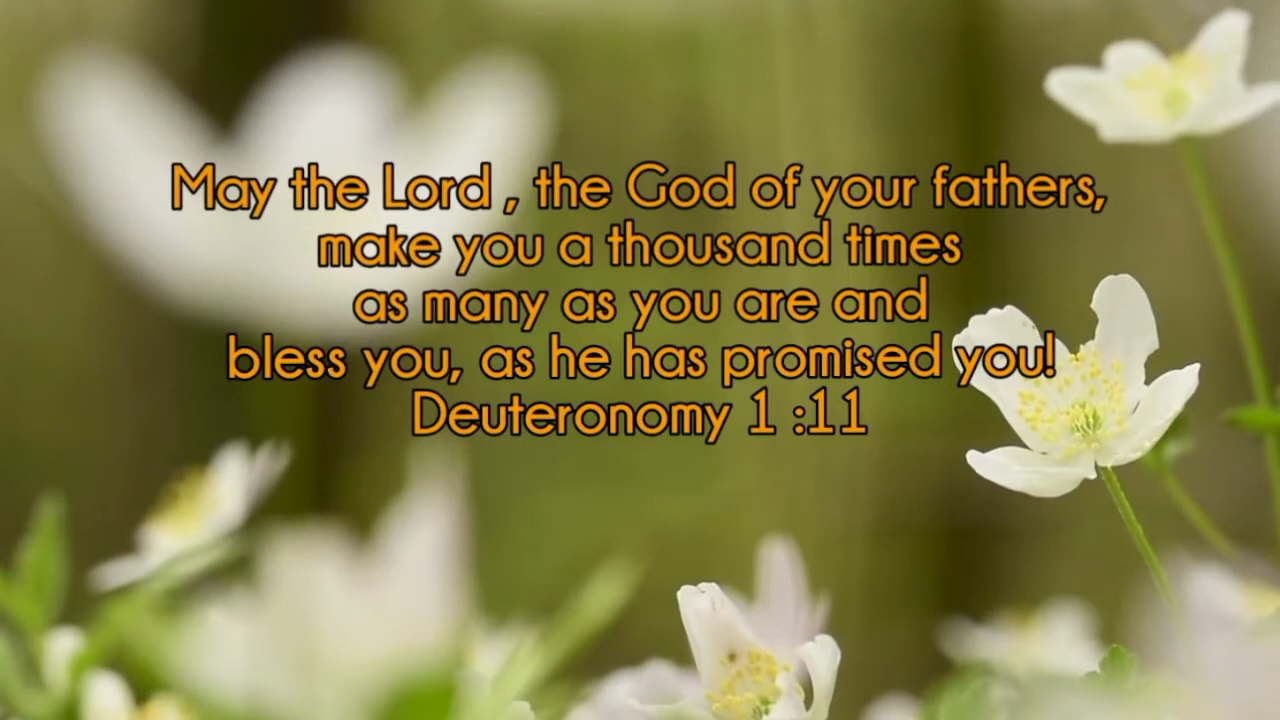 May the Lord , the God of your fathers,
make you a thousand times
as many as you are and
bless you, as he has promised you!
Deuteronomy 1 :11